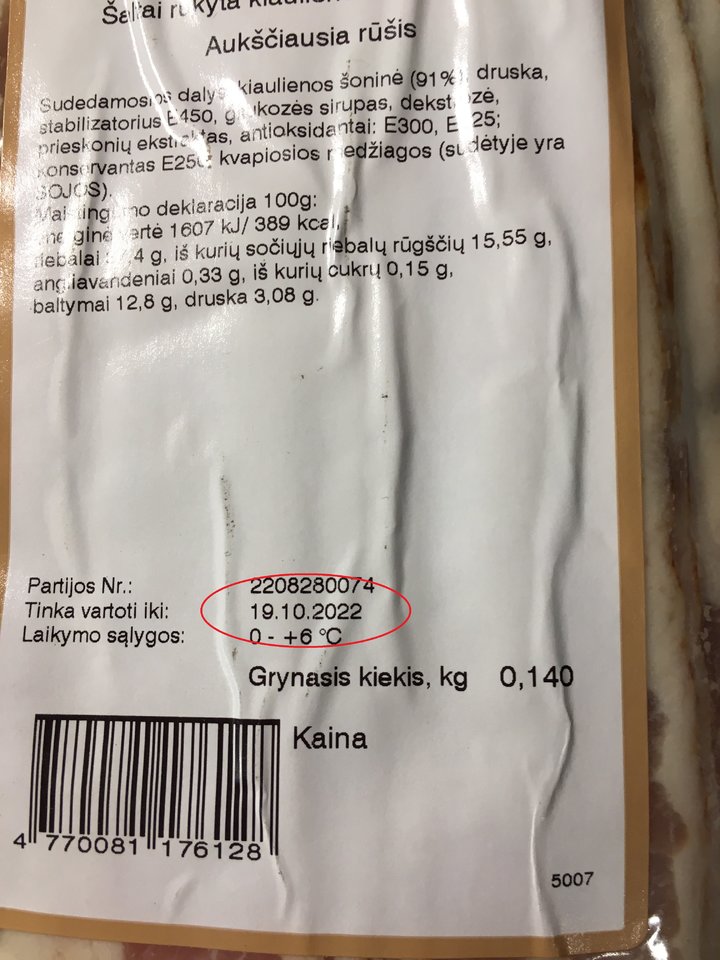 Šaltai rūkyta
Aukščiausia rūšis
Sudedamosios dalys: kiaulienos šoninė (91%), druska,
stabilizatorius E450, gliukozės sirupas, dekstrozė,
prieskonių ekstraktas, antioksidantai: E300,
konservantas kvapiosios medžiagos (sudėtyje yra
SOJOS).
Maistingumo deklaracija 100g:
energinė vertė 1607 kJ/ 389 kcal,
riebalai g, iš kurių sočiųjų riebalų rūgščių 15,55 g,
angliavandeniai 0,33 g, iš kurių cukrų 0,15 g,
baltymai 12,8 g, druska 3,08 g.
Partijos Nr.: 2208280074
Tinka vartoti iki: 19.10.2022
Laikymo sąlygos: 0 - +6 °C
Grynasis kiekis, kg 0,140
Kaina
4 770081 176128
5007